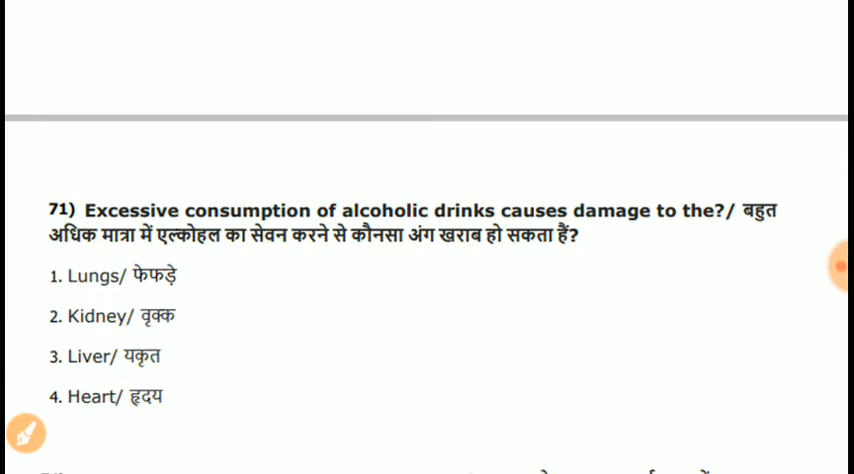 71) Excessive consumption of alcoholic drinks causes damage to the?/ बहुत
अधिक मात्रा में एल्कोहल का सेवन करने से कौनसा अंग खराब हो सकता हैं?
1. Lungs/ फेफड़े
2. Kidney/ वृक्क
3. Liver/ यकृत
4. Heart/ हृदय